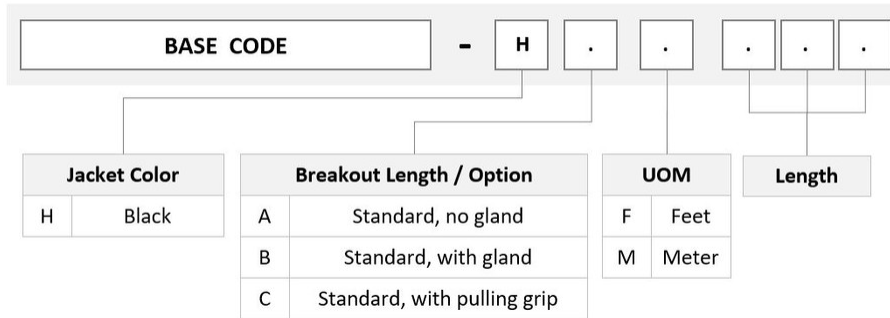 BASE CODE - H . . . . .
Jacket Color Breakout Length / Option UOM Length
H Black A Standard, no gland F Feet
B Standard, with gland M Meter
C Standard, with pulling grip